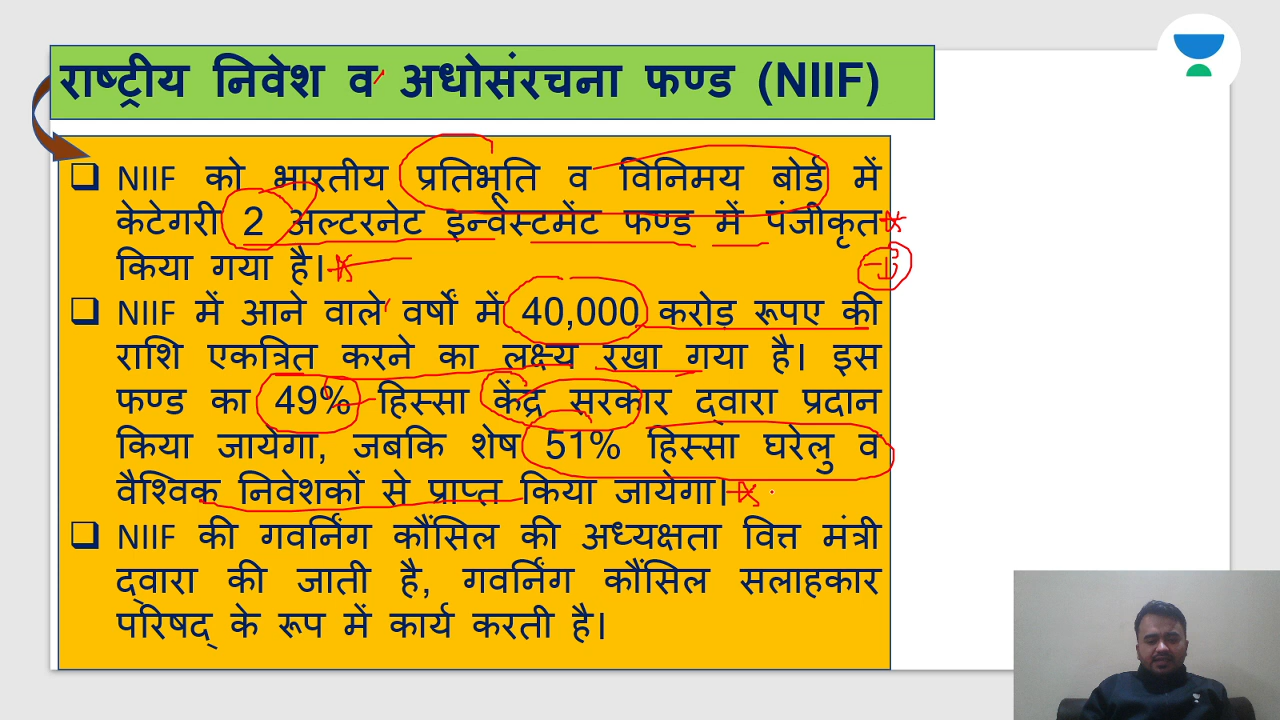 राष्ट्रीय निवेश व अधोसंरचना फण्ड (NIIF)
NIIF को भारतीय प्रतिभूति व विनिमय बोर्ड में
केटेगरी 2 अल्टरनेट इन्वेस्टमेंट फण्ड में पंजीकृत
किया गया है।
NIIF में आने वाले वर्षों में 40,000 करोड़ रूपए की
राशि एकत्रित करने का लक्ष्य रखा गया है। इस
फण्ड का 49% हिस्सा केंद्र सरकार द्वारा प्रदान
किया जायेगा, जबकि शेष 51% हिस्सा घरेलु व
वैश्विक निवेशकों से प्राप्त किया जायेगा।
NIIF की गवर्निंग कौंसिल की अध्यक्षता वित्त मंत्री
द्वारा की जाती है, गवर्निंग कौंसिल सलाहकार
परिषद् के रूप में कार्य करती है।